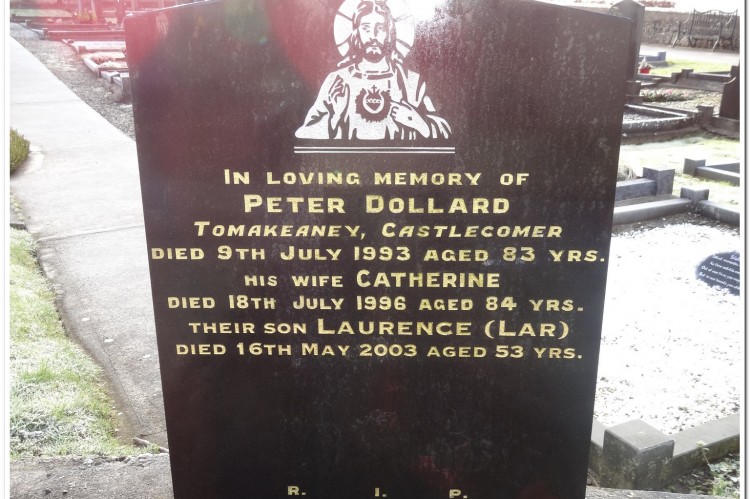 IN LOVING MEMORY OF
PETER DOLLARD
TOMAKEANEY, CASTLECOMER
DIED 9TH JULY 1993 AGED 83 YRS.
HIS WIFE CATHERINE
DIED 18TH JULY 1996 AGED 84 YRS.
THEIR SON LAURENCE (LAR)
DIED 16TH MAY 2003 AGED 53 YRS.
R. I. P.